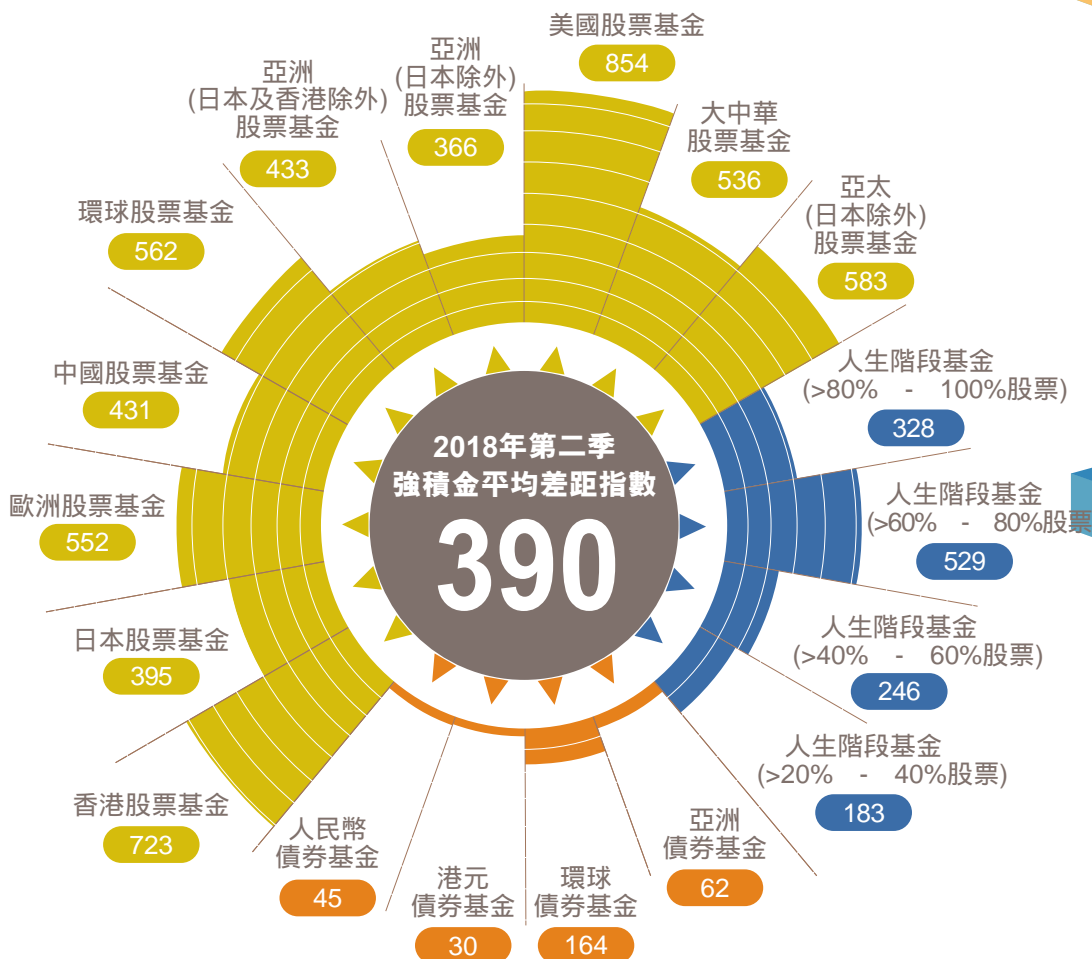 美國股票基金
854
大中華
股票基金
536
亞太
(日本除外)
股票基金
583
人生階段基金
(>80% - 100%股票)
328
人生階段基金
(>60% - 80%股票
529
人生階段基金
(>40% - 60%股票)
246
人生階段基金
(>20% - 40%股票)
183
亞洲
債券基金
62
環球
債券基金
164
港元
債券基金
30
人民幣
債券基金
45
香港股票基金
723
日本股票基金
395
歐洲股票基金
552
中國股票基金
431
環球股票基金
562
亞洲
(日本及香港除外)
股票基金
433
亞洲
(日本除外)
股票基金
366
2018年第二季
強積金平均差距指數
390